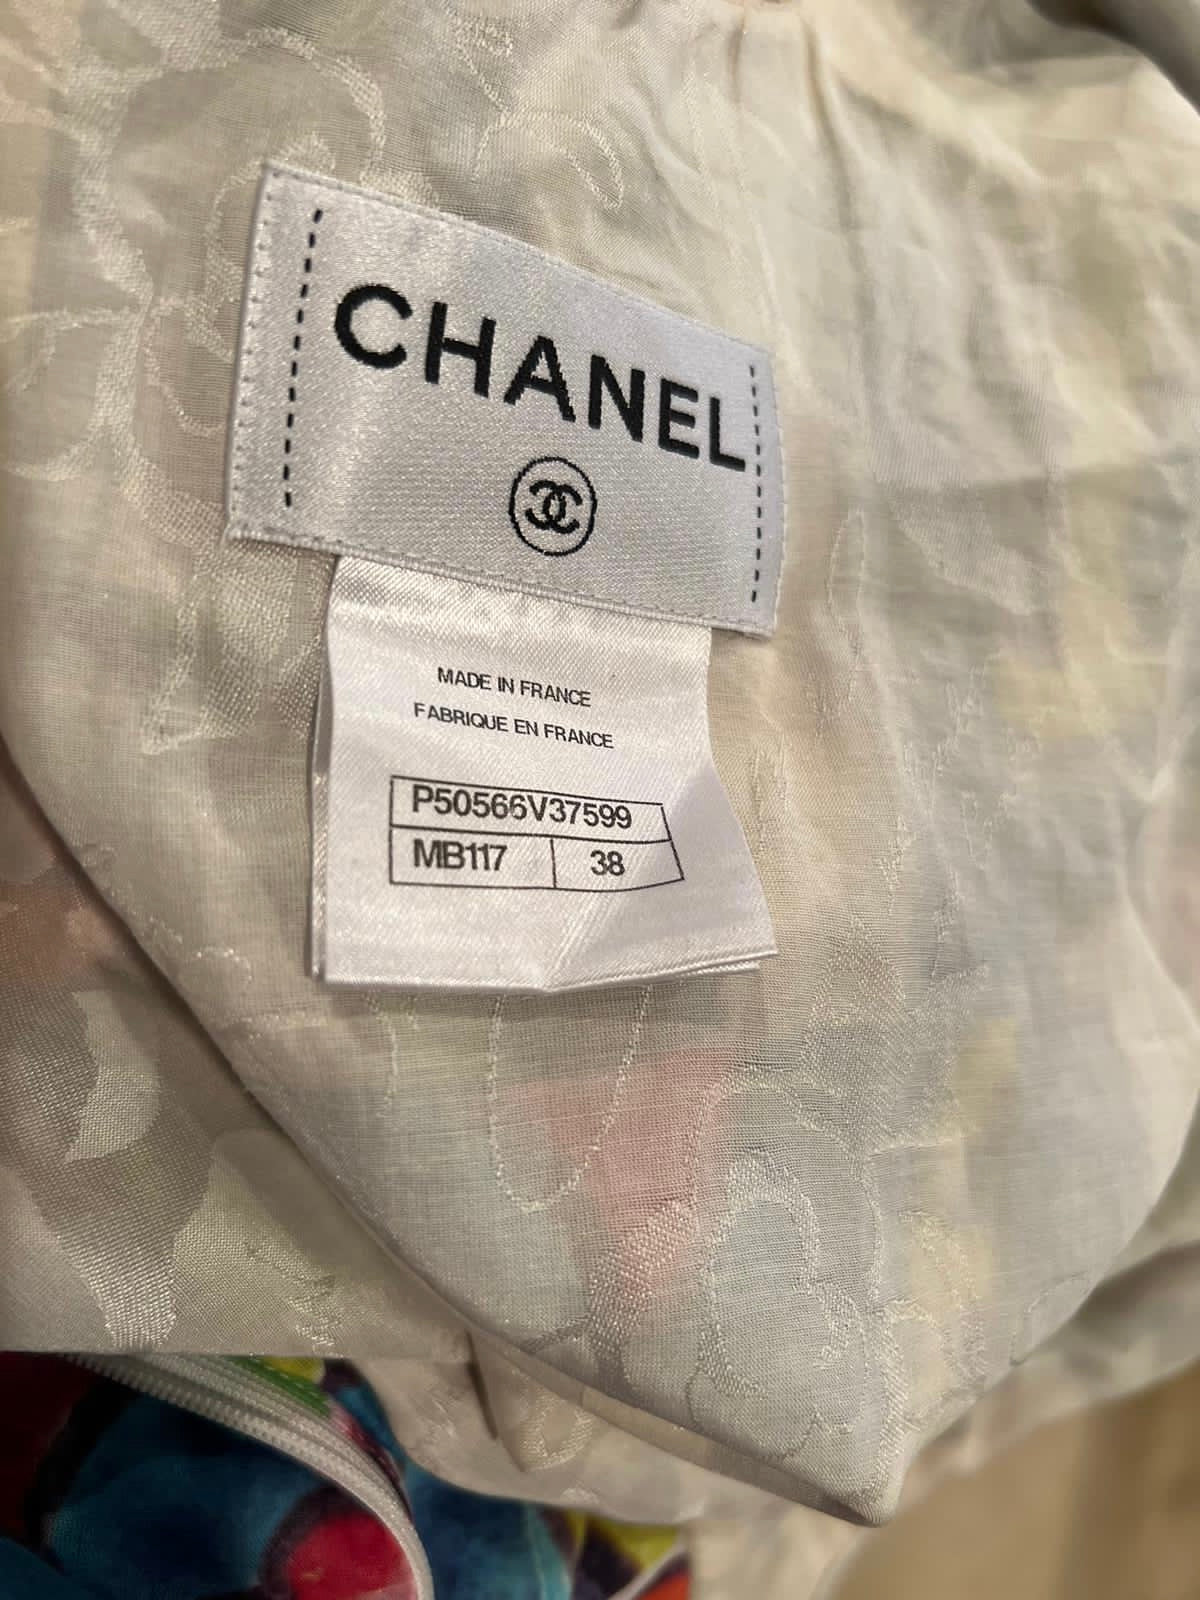 CHANEL
MADE IN FRANCE
FABRIQUE EN FRANCE
P50566V37599
MB117 38